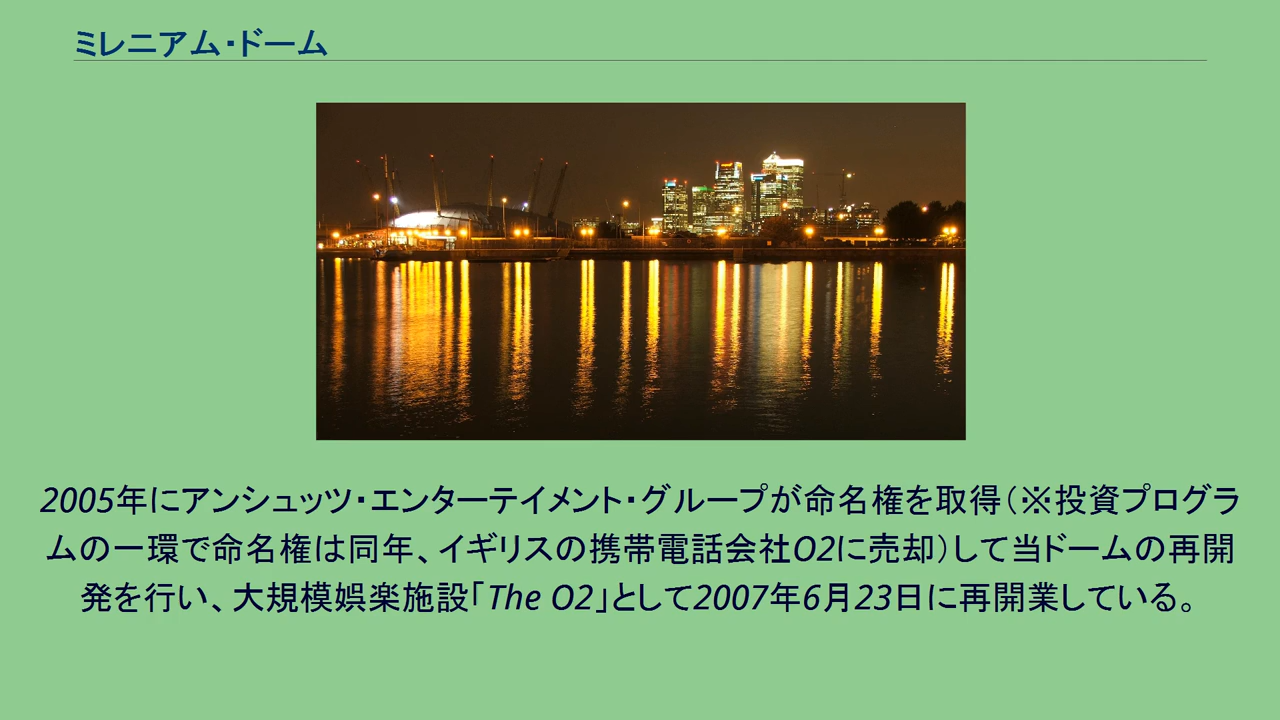 ミレニアム・ドーム
2005年にアンシュッツ・エンターテイメント・グループが命名権を取得（※投資プログラ
ムの一環で命名権は同年、イギリスの携帯電話会社O2に売却）して当ドームの再開
発を行い、大規模娯楽施設「The O2」として2007年6月23日に再開業している。